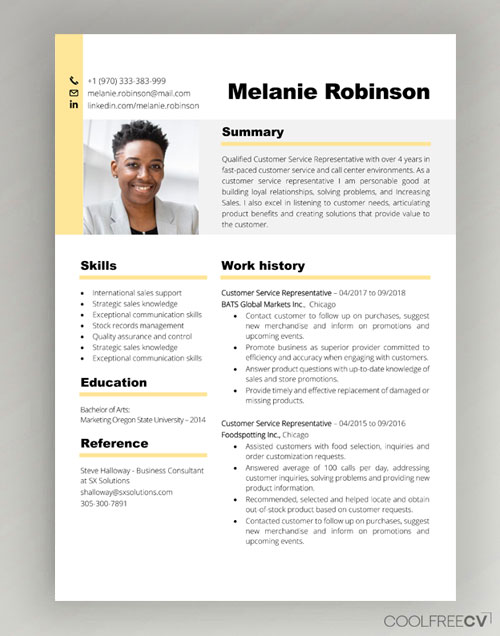 +1 (970) 333-383-999
melanie.robinson@mail.com
linkedin.com/melanie.robinson
Melanie Robinson
Summary
Qualified Customer Service Representative with over 4 years in
fast-paced customer service and call center environments. As a
customer service representative I am personable good at
building loyal relationships, solving problems, and Increasing
Sales. I also excel in listening to customer needs, articulating
product benefits and creating solutions that provide value to
the customer.
Skills
• International sales support
• Strategic sales knowledge
• Exceptional communication skills
• Stock records management
• Quality assurance and control
• Strategic sales knowledge
• Exceptional communication skills
Education
Bachelor of Arts:
Marketing Oregon State University – 2014
Reference
Steve Halloway - Business Consultant
at SX Solutions
shalloway@sxsolutions.com
305-300-7891
Work history
Customer Service Representative – 04/2017 to 09/2018
BATS Global Markets Inc., Chicago
• Contact customer to follow up on purchases, suggest
new merchandise and inform on promotions and
upcoming events.
• Promote business as superior provider committed to
efficiency and accuracy when engaging with customers.
• Answer product questions with up-to-date knowledge of
sales and store promotions.
• Provide timely and effective replacement of damaged or
missing products.
Customer Service Representative – 04/2015 to 09/2016
Foodspotting Inc., Chicago
• Assisted customers with food selection, inquiries and
order customization requests.
• Answered average of 100 calls per day, addressing
customer inquiries, solving problems and providing new
product information.
• Recommended, selected and helped locate and obtain
out-of-stock product based on customer requests.
• Contacted customer to follow up on purchases, suggest
new merchandise and inform on promotions and
upcoming events.
COOLFREECV